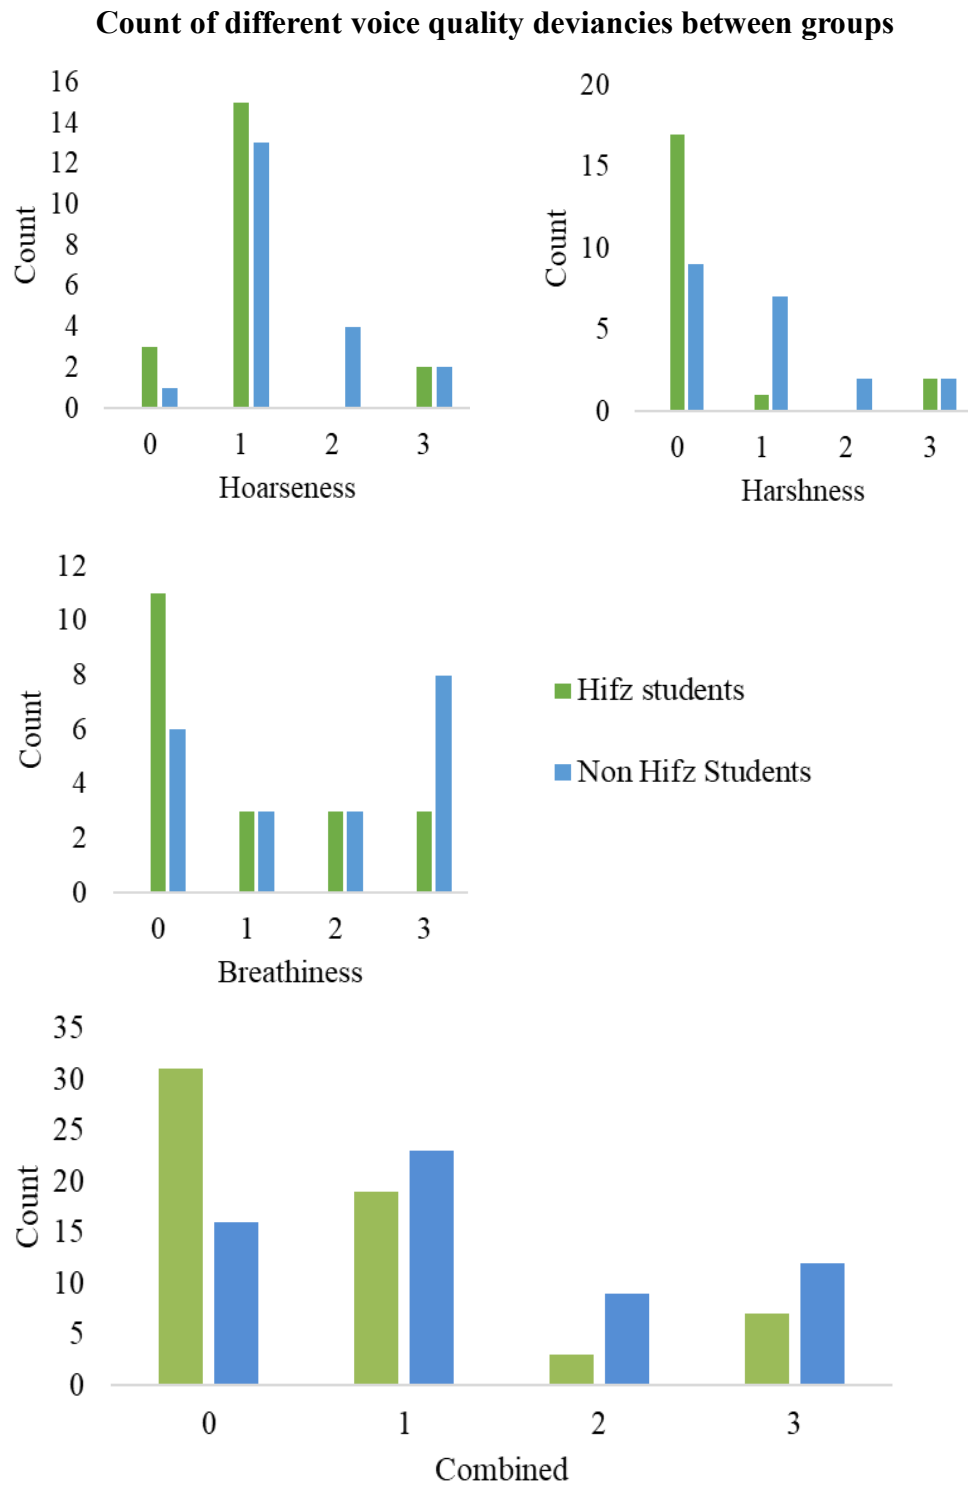 Count of different voice quality deviancies between groups
16
14
12
10
8
6
4
2
0
Count
0 1 2 3
Hoarseness
20
15
10
5
0
Count
0 1 2 3
Harshness
12
10
8
6
4
2
0
Count
0 1 2 3
Breathiness
Hifz students
Non Hifz Students
35
30
25
20
15
10
5
0
Count
0 1 2 3
Combined